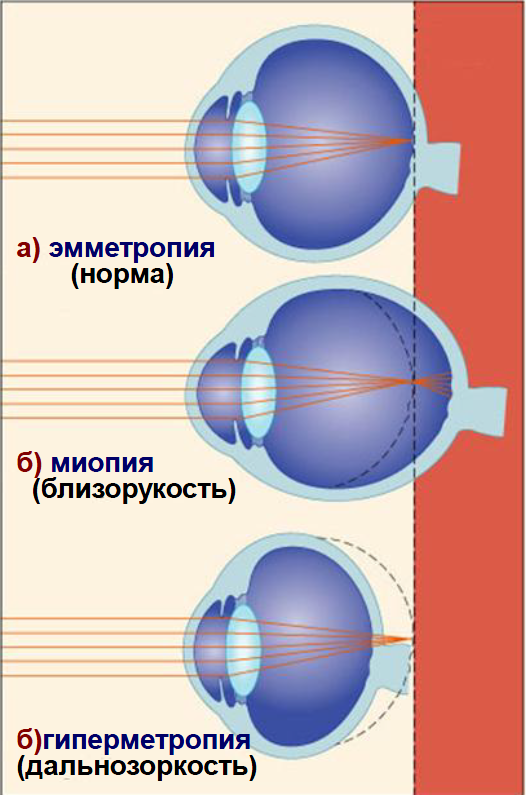 а) эмметропия
(норма)
б) миопия
(близорукость)
б)гиперметропия
(дальнозоркость)